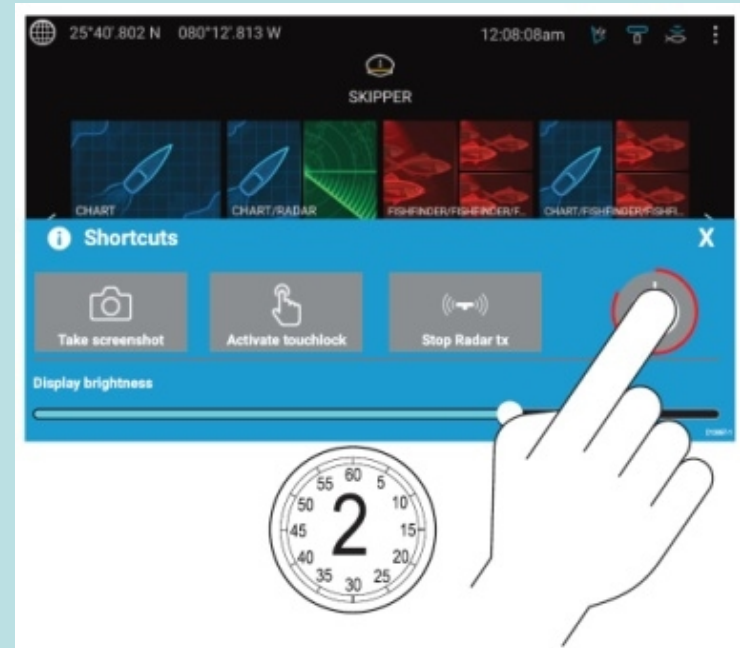 25°40'.802 N 080°12'.813 W 12:08:08am
SKIPPER
CHART CHART/RADAR FISHFINDER/FISHFINDER/F... CHART/FISHFINDER/FISHFI...
Shortcuts X
Take screenshot Activate touchlock Stop Radar tx
Display brightness
60
55 5
50 10
2
45 15
40 20
35 25
30